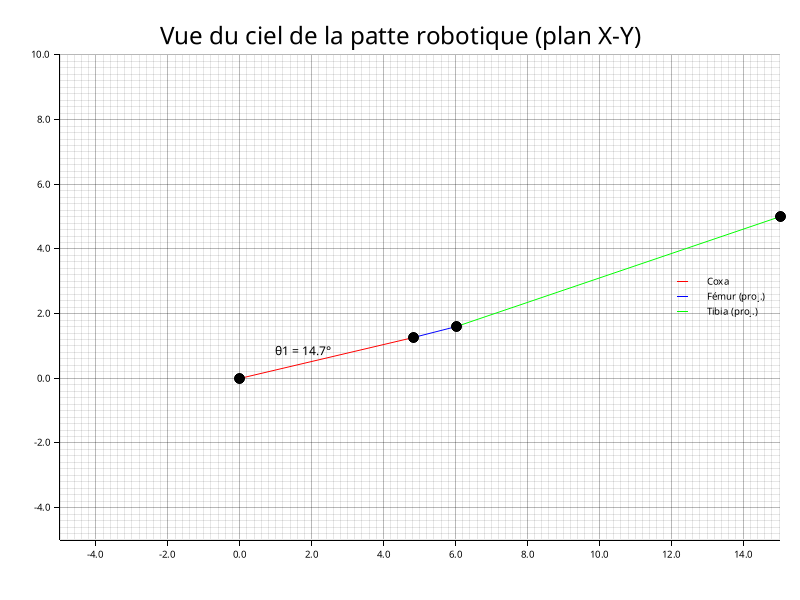 Vue du ciel de la patte robotique (plan X-Y)
10.0
8.0
6.0
4.0
2.0
0.0
-2.0
-4.0
θ1 = 14.7°
Coxa
Fémur (proj.)
Tibia (proj.)
-4.0 -2.0 0.0 2.0 4.0 6.0 8.0 10.0 12.0 14.0